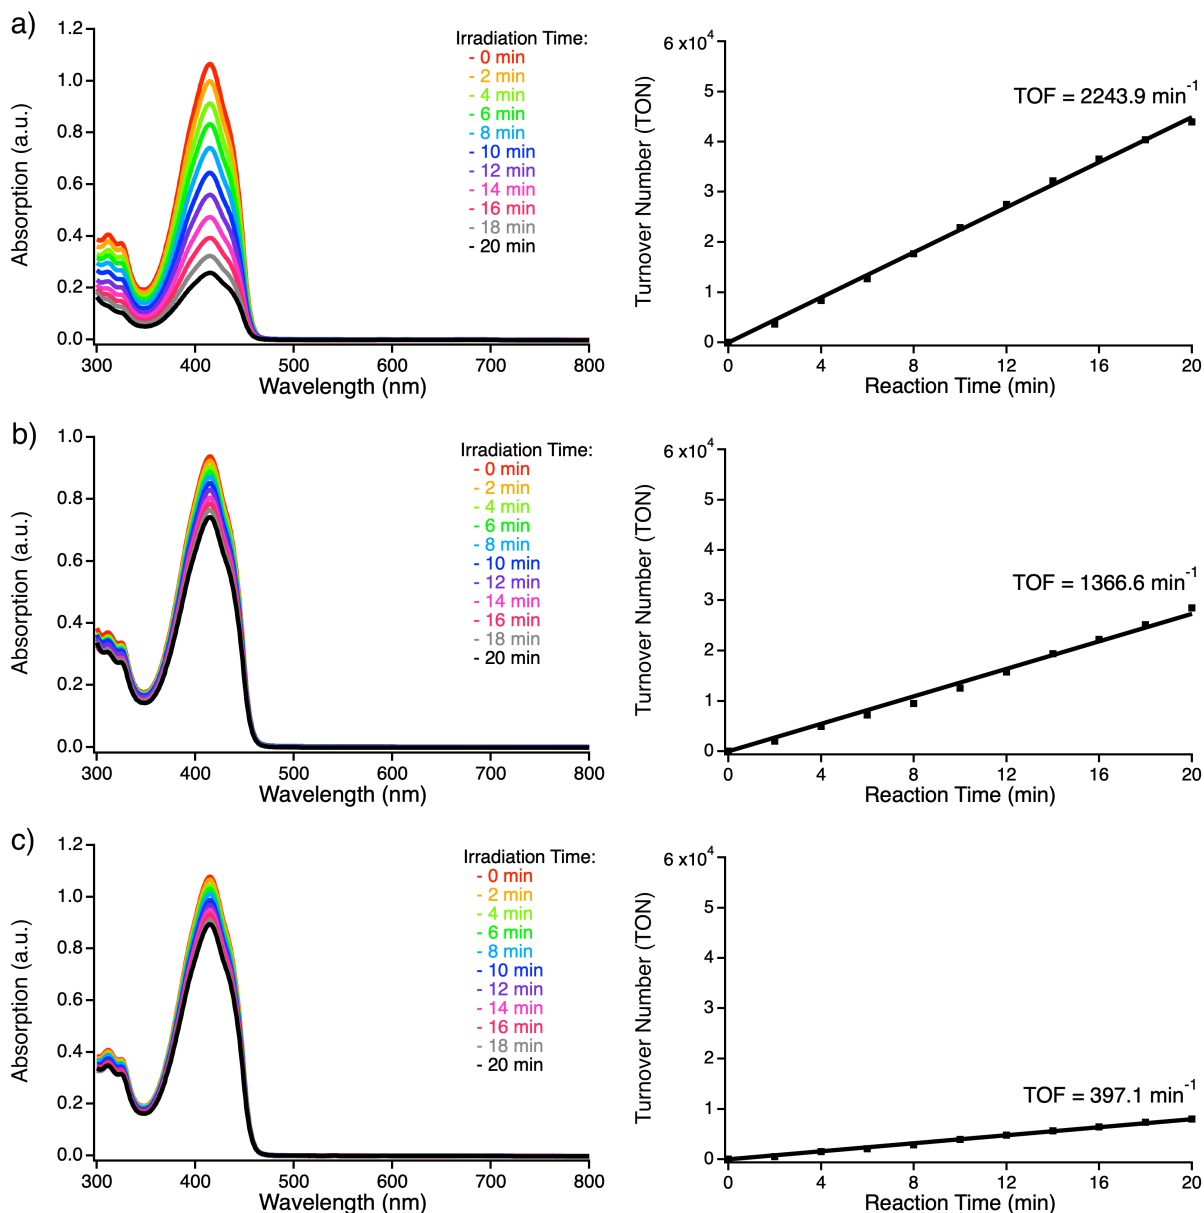 a)
1.2
1.0
0.8
0.6
0.4
0.2
0.0
Absorption (a.u.)
300 400 500 600 700 800
Wavelength (nm)
Irradiation Time:
- 0 min
- 2 min
- 4 min
- 6 min
- 8 min
- 10 min
- 12 min
- 14 min
- 16 min
- 18 min
- 20 min
6 x10⁴
5
4
3
2
1
0
Turnover Number (TON)
TOF = 2243.9 min⁻¹
0 4 8 12 16 20
Reaction Time (min)
b)
1.0
0.8
0.6
0.4
0.2
0.0
Absorption (a.u.)
300 400 500 600 700 800
Wavelength (nm)
Irradiation Time:
- 0 min
- 2 min
- 4 min
- 6 min
- 8 min
- 10 min
- 12 min
- 14 min
- 16 min
- 18 min
- 20 min
6 x10⁴
5
4
3
2
1
0
Turnover Number (TON)
TOF = 1366.6 min⁻¹
0 4 8 12 16 20
Reaction Time (min)
c)
1.2
1.0
0.8
0.6
0.4
0.2
0.0
Absorption (a.u.)
300 400 500 600 700 800
Wavelength (nm)
Irradiation Time:
- 0 min
- 2 min
- 4 min
- 6 min
- 8 min
- 10 min
- 12 min
- 14 min
- 16 min
- 18 min
- 20 min
6 x10⁴
5
4
3
2
1
0
Turnover Number (TON)
TOF = 397.1 min⁻¹
0 4 8 12 16 20
Reaction Time (min)